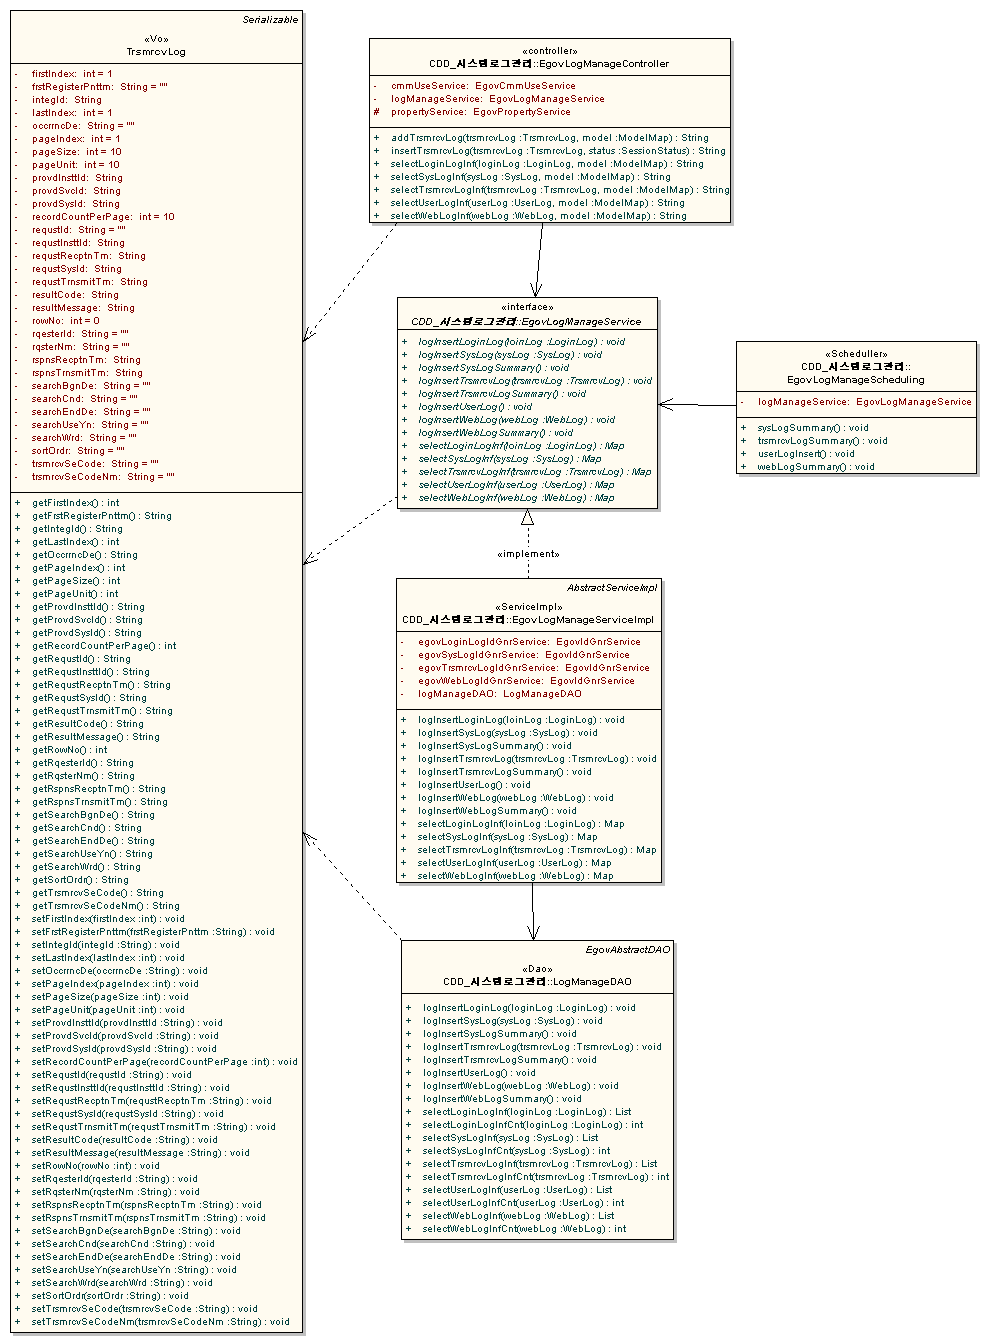 Serializable
«Vo»
TrsmrcvLog
- firstIndex: int = 1
- frstRegisterPnttm: String = ""
- integId: String
- lastIndex: int = 1
- occrrncDe: String = ""
- pageIndex: int = 1
- pageSize: int = 10
- pageUnit: int = 10
- provdInsttId: String
- provdSvcId: String
- provdSysId: String
- recordCountPerPage: int = 10
- requstId: String = ""
- requstInsttId: String
- requstRecptnTm: String
- requstSysId: String
- requstTrnsmitTm: String
- resultCode: String
- resultMessage: String
- rowNo: int = 0
- rqesterId: String = ""
- rqsterNm: String = ""
- rspnsRecptnTm: String
- rspnsTrnsmitTm: String
- searchBgnDe: String = ""
- searchCnd: String = ""
- searchEndDe: String = ""
- searchUseYn: String = ""
- searchWrd: String = ""
- sortOrdr: String = ""
- trsmrcvSeCode: String = ""
- trsmrcvSeCodeNm: String = ""
+ getFirstIndex() : int
+ getFrstRegisterPnttm() : String
+ getIntegId() : String
+ getLastIndex() : int
+ getOccrrncDe() : String
+ getPageIndex() : int
+ getPageSize() : int
+ getPageUnit() : int
+ getProvdInsttId() : String
+ getProvdSvcId() : String
+ getProvdSysId() : String
+ getRecordCountPerPage() : int
+ getRequstId() : String
+ getRequstInsttId() : String
+ getRequstRecptnTm() : String
+ getRequstSysId() : String
+ getRequstTrnsmitTm() : String
+ getResultCode() : String
+ getResultMessage() : String
+ getRowNo() : int
+ getRqesterId() : String
+ getRqsterNm() : String
+ getRspnsRecptnTm() : String
+ getRspnsTrnsmitTm() : String
+ getSearchBgnDe() : String
+ getSearchCnd() : String
+ getSearchEndDe() : String
+ getSearchUseYn() : String
+ getSearchWrd() : String
+ getSortOrdr() : String
+ getTrsmrcvSeCode() : String
+ getTrsmrcvSeCodeNm() : String
+ setFirstIndex(firstIndex :int) : void
+ setFrstRegisterPnttm(frstRegisterPnttm :String) : void
+ setIntegId(integId :String) : void
+ setLastIndex(lastIndex :int) : void
+ setOccrrncDe(occrrncDe :String) : void
+ setPageIndex(pageIndex :int) : void
+ setPageSize(pageSize :int) : void
+ setPageUnit(pageUnit :int) : void
+ setProvdInsttId(provdInsttId :String) : void
+ setProvdSvcId(provdSvcId :String) : void
+ setProvdSysId(provdSysId :String) : void
+ setRecordCountPerPage(recordCountPerPage :int) : void
+ setRequstId(requstId :String) : void
+ setRequstInsttId(requstInsttId :String) : void
+ setRequstRecptnTm(requstRecptnTm :String) : void
+ setRequstSysId(requstSysId :String) : void
+ setRequstTrnsmitTm(requstTrnsmitTm :String) : void
+ setResultCode(resultCode :String) : void
+ setResultMessage(resultMessage :String) : void
+ setRowNo(rowNo :int) : void
+ setRqesterId(rqesterId :String) : void
+ setRqsterNm(rqsterNm :String) : void
+ setRspnsRecptnTm(rspnsRecptnTm :String) : void
+ setRspnsTrnsmitTm(rspnsTrnsmitTm :String) : void
+ setSearchBgnDe(searchBgnDe :String) : void
+ setSearchCnd(searchCnd :String) : void
+ setSearchEndDe(searchEndDe :String) : void
+ setSearchUseYn(searchUseYn :String) : void
+ setSearchWrd(searchWrd :String) : void
+ setSortOrdr(sortOrdr :String) : void
+ setTrsmrcvSeCode(trsmrcvSeCode :String) : void
+ setTrsmrcvSeCodeNm(trsmrcvSeCodeNm :String) : void
«controller»
CDD_시스템로그관리::EgovLogManageController
- cmmUseService: EgovCmmUseService
- logManageService: EgovLogManageService
# propertyService: EgovPropertyService
+ addTrsmrcvLog(trsmrcvLog :TrsmrcvLog, model :ModelMap) : String
+ insertTrsmrcvLog(trsmrcvLog :TrsmrcvLog, status :SessionStatus) : String
+ selectLoginLogInf(loginLog :LoginLog, model :ModelMap) : String
+ selectSysLogInf(sysLog :SysLog, model :ModelMap) : String
+ selectTrsmrcvLogInf(trsmrcvLog :TrsmrcvLog, model :ModelMap) : String
+ selectUserLogInf(userLog :UserLog, model :ModelMap) : String
+ selectWebLogInf(webLog :WebLog, model :ModelMap) : String
«interface»
CDD_시스템로그관리::EgovLogManageService
+ logInsertLoginLog(loinLog :LoginLog) : void
+ logInsertSysLog(sysLog :SysLog) : void
+ logInsertSysLogSummary() : void
+ logInsertTrsmrcvLog(trsmrcvLog :TrsmrcvLog) : void
+ logInsertTrsmrcvLogSummary() : void
+ logInsertUserLog() : void
+ logInsertWebLog(webLog :WebLog) : void
+ logInsertWebLogSummary() : void
+ selectLoginLogInf(loinLog :LoginLog) : Map
+ selectSysLogInf(sysLog :SysLog) : Map
+ selectTrsmrcvLogInf(trsmrcvLog :TrsmrcvLog) : Map
+ selectUserLogInf(userLog :UserLog) : Map
+ selectWebLogInf(webLog :WebLog) : Map
«Scheduller»
CDD_시스템로그관리::
EgovLogManageScheduling
- logManageService: EgovLogManageService
+ sysLogSummary() : void
+ trsmrcvLogSummary() : void
+ userLogInsert() : void
+ webLogSummary() : void
«implement»
AbstractServiceImpl
«ServiceImpl»
CDD_시스템로그관리::EgovLogManageServiceImpl
- egovLoginLogIdGnrService: EgovIdGnrService
- egovSysLogIdGnrService: EgovIdGnrService
- egovTrsmrcvLogIdGnrService: EgovIdGnrService
- egovWebLogIdGnrService: EgovIdGnrService
- logManageDAO: LogManageDAO
+ logInsertLoginLog(loinLog :LoginLog) : void
+ logInsertSysLog(sysLog :SysLog) : void
+ logInsertSysLogSummary() : void
+ logInsertTrsmrcvLog(trsmrcvLog :TrsmrcvLog) : void
+ logInsertTrsmrcvLogSummary() : void
+ logInsertUserLog() : void
+ logInsertWebLog(webLog :WebLog) : void
+ logInsertWebLogSummary() : void
+ selectLoginLogInf(loinLog :LoginLog) : Map
+ selectSysLogInf(sysLog :SysLog) : Map
+ selectTrsmrcvLogInf(trsmrcvLog :TrsmrcvLog) : Map
+ selectUserLogInf(userLog :UserLog) : Map
+ selectWebLogInf(webLog :WebLog) : Map
EgovAbstractDAO
«Dao»
CDD_시스템로그관리::LogManageDAO
+ logInsertLoginLog(loginLog :LoginLog) : void
+ logInsertSysLog(sysLog :SysLog) : void
+ logInsertSysLogSummary() : void
+ logInsertTrsmrcvLog(trsmrcvLog :TrsmrcvLog) : void
+ logInsertTrsmrcvLogSummary() : void
+ logInsertUserLog() : void
+ logInsertWebLog(webLog :WebLog) : void
+ logInsertWebLogSummary() : void
+ selectLoginLogInf(loginLog :LoginLog) : List
+ selectLoginLogInfCnt(loginLog :LoginLog) : int
+ selectSysLogInf(sysLog :SysLog) : List
+ selectSysLogInfCnt(sysLog :SysLog) : int
+ selectTrsmrcvLogInf(trsmrcvLog :TrsmrcvLog) : List
+ selectTrsmrcvLogInfCnt(trsmrcvLog :TrsmrcvLog) : int
+ selectUserLogInf(userLog :UserLog) : List
+ selectUserLogInfCnt(userLog :UserLog) : int
+ selectWebLogInf(webLog :WebLog) : List
+ selectWebLogInfCnt(webLog :WebLog) : int